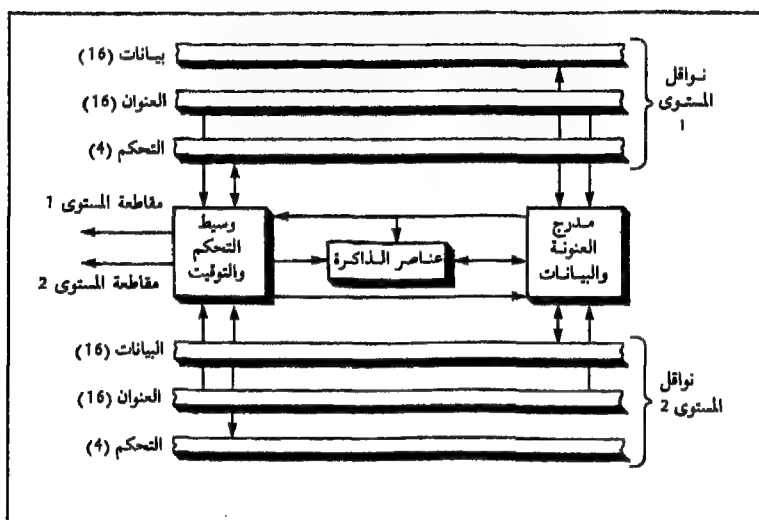 بيانات (16)
العنوان (16)
التحكم (4)
نواقل
المستوى
1
مقاطعة المستوى 1
مقاطعة المستوى 2
وسيط
التحكم
والتوقيت
عناصر الذاكرة
مدرج
العنونة
والبيانات
البيانات (16)
العنوان (16)
التحكم (4)
نواقل
المستوى 2